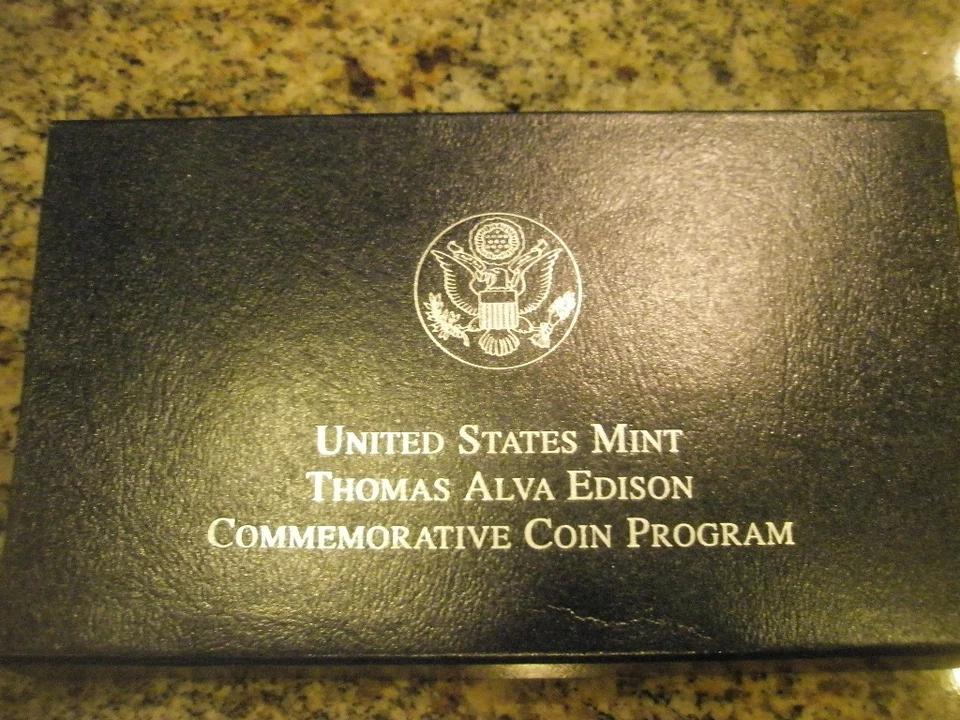 United States Mint
Thomas Alva Edison
Commemorative Coin Program